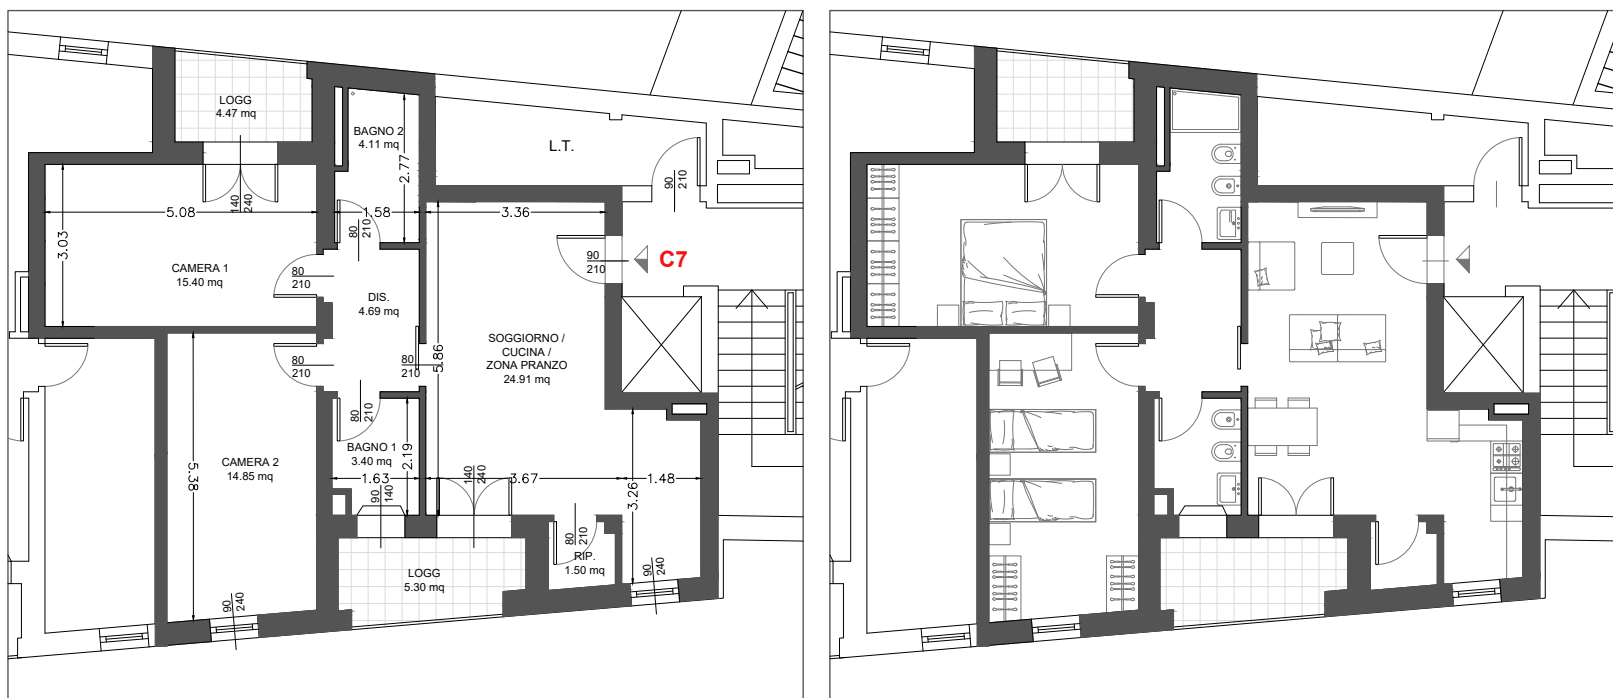 LOGG
4.47 mq
BAGNO 2
4.11 mq
2.77
L.T.
90
210
5.08
140
240
1.58
3.36
3.03
80
210
90
210
C7
CAMERA 1
15.40 mq
80
210
DIS.
4.69 mq
SOGGIORNO /
CUCINA /
ZONA PRANZO
24.91 mq
5.86
80
210
80
210
80
210
BAGNO 1
3.40 mq
2.19
CAMERA 2
14.85 mq
5.38
1.63
90
140
140
240
3.67
1.48
3.26
80
210
RIP.
1.50 mq
LOGG
5.30 mq
90
240
90
240